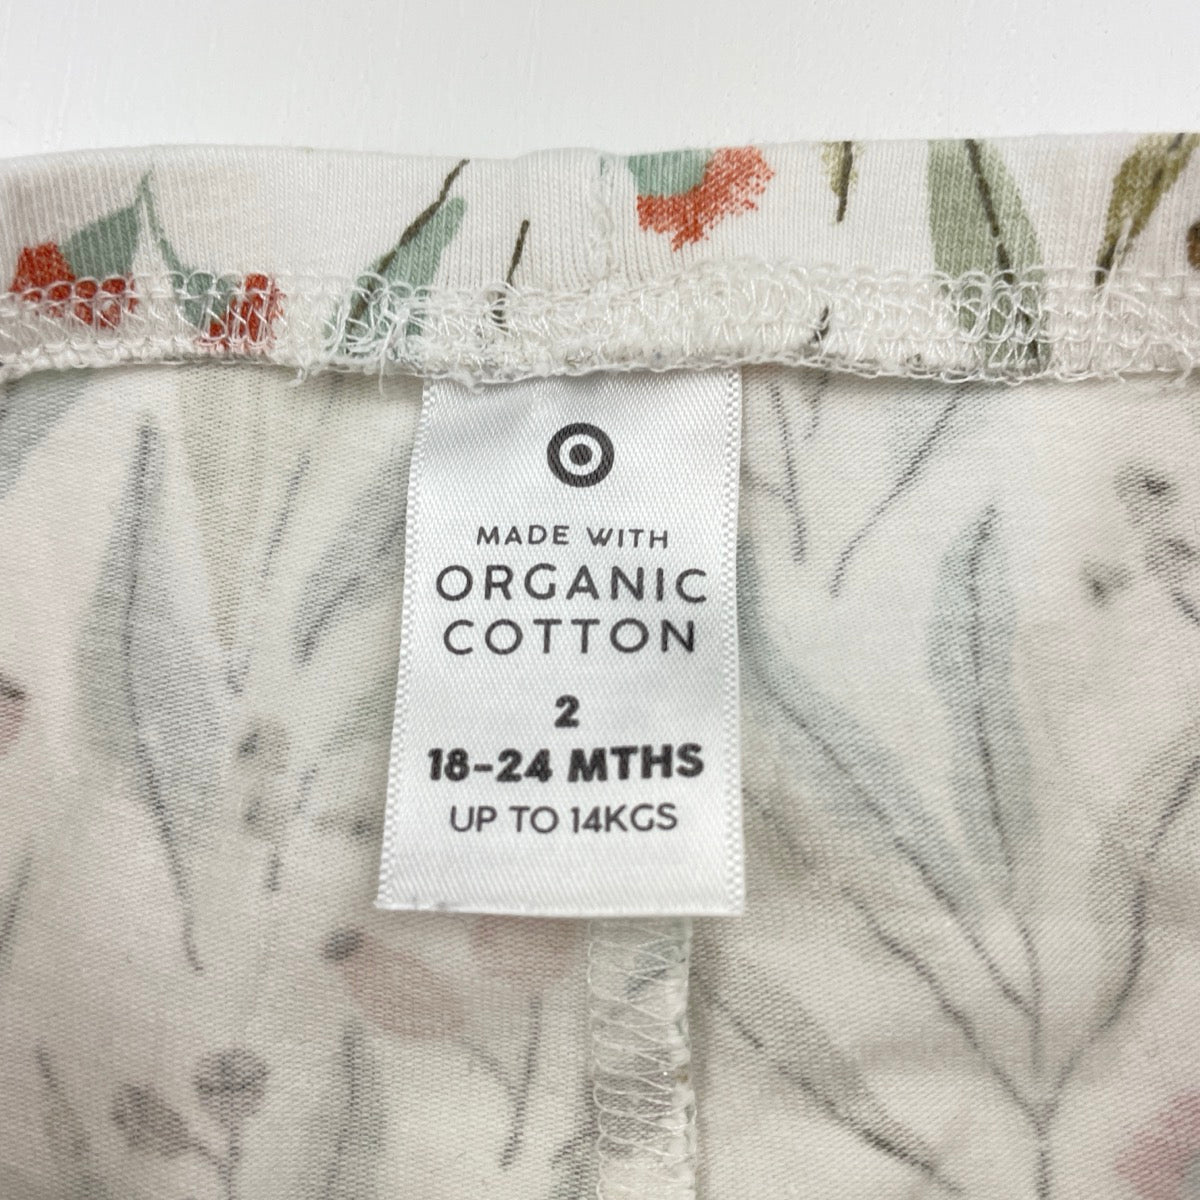 MADE WITH
ORGANIC
COTTON
2
18-24 MTHS
UP TO 14KGS